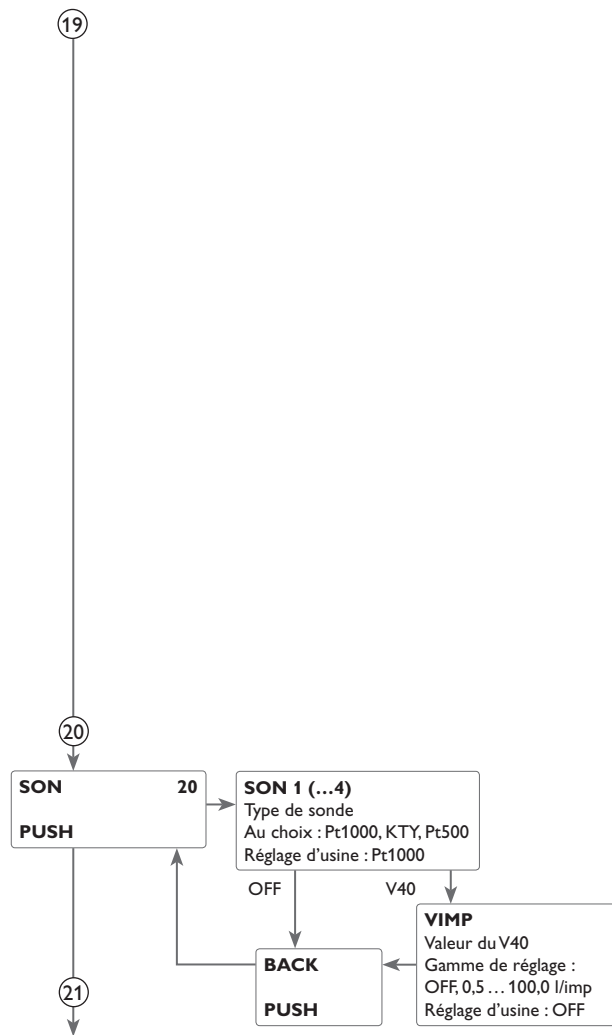 19
20
SON 20
PUSH
SON 1 (…4)
Type de sonde
Au choix : Pt1000, KTY, Pt500
Réglage d'usine : Pt1000
OFF
V40
VIMP
Valeur du V40
Gamme de réglage :
OFF, 0,5 … 100,0 l/imp
Réglage d'usine : OFF
BACK
PUSH
21